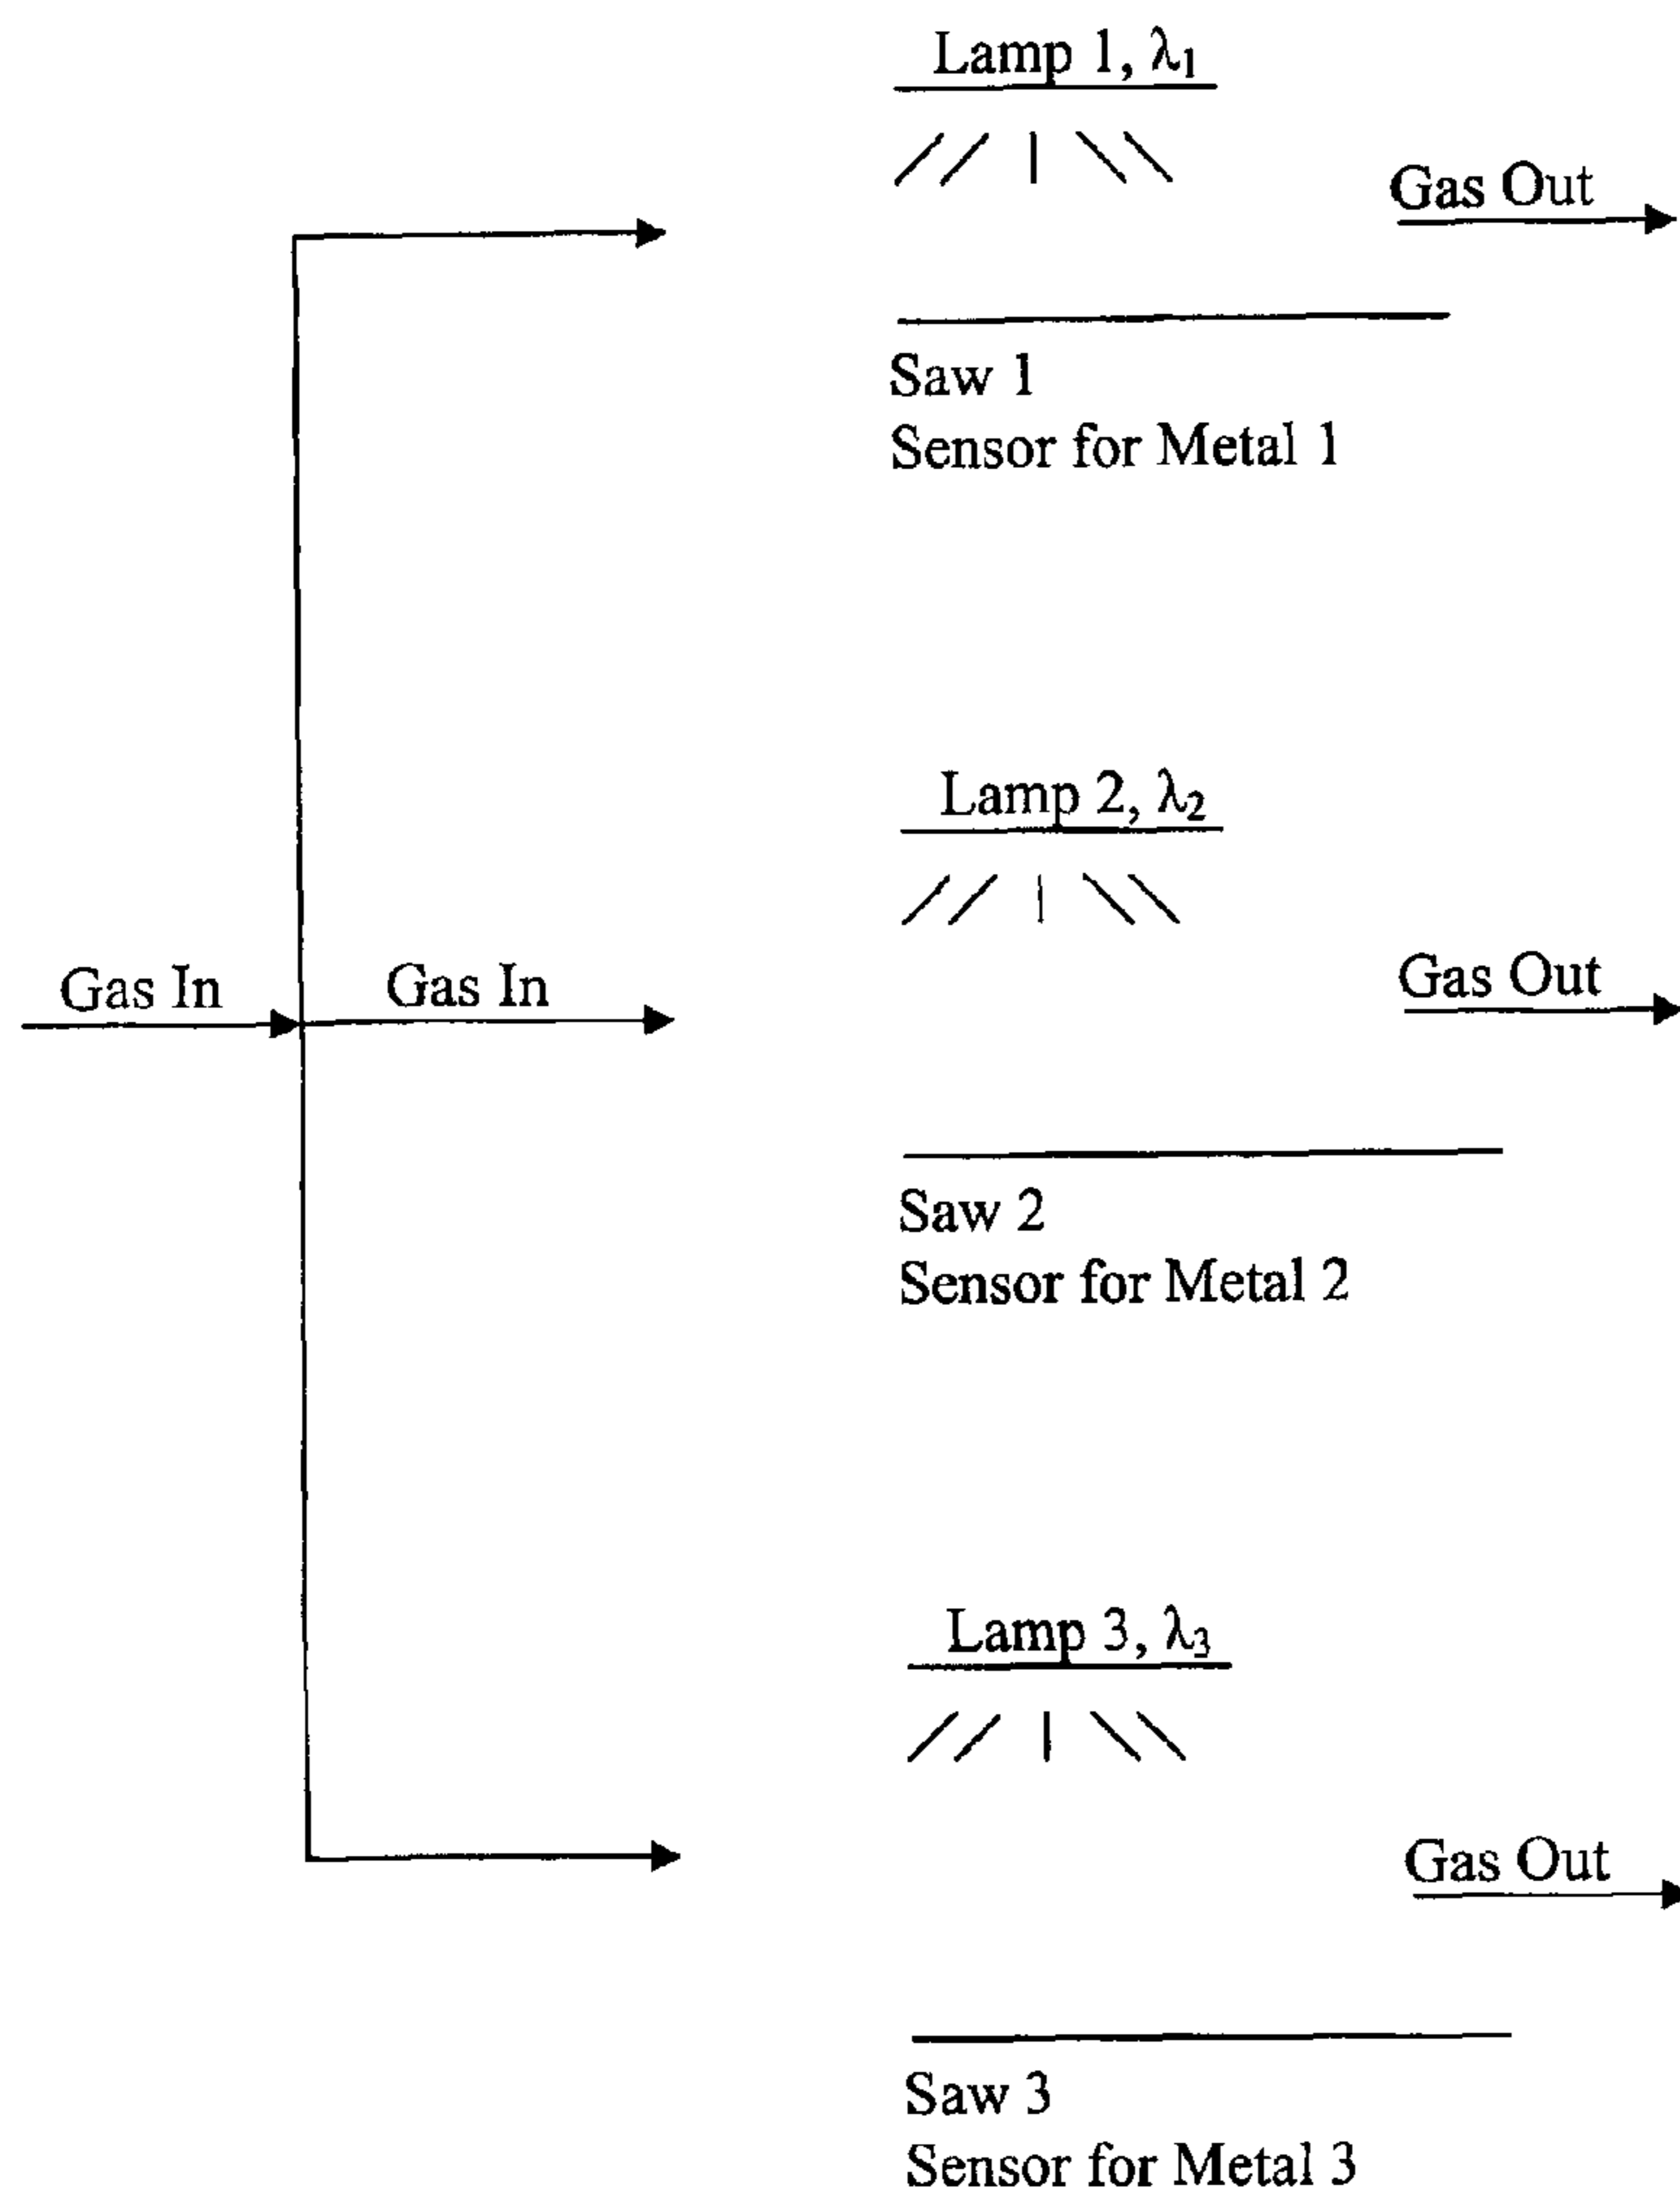 Lamp 1, λ₁
Gas Out
Saw 1
Sensor for Metal 1
Lamp 2, λ₂
Gas In
Gas In
Gas Out
Saw 2
Sensor for Metal 2
Lamp 3, λ₃
Gas Out
Saw 3
Sensor for Metal 3